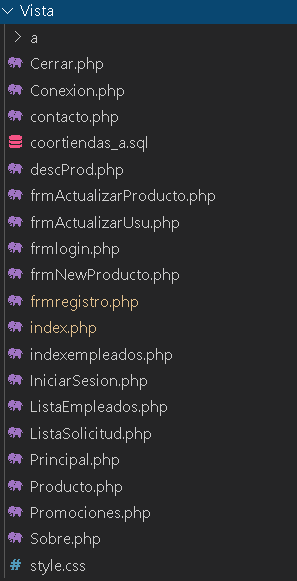 Vista
a
Cerrar.php
Conexion.php
contacto.php
coortiendas_a.sql
descProd.php
frmActualizarProducto.php
frmActualizarUsu.php
frmlogin.php
frmNewProducto.php
frmregistro.php
index.php
indexempleados.php
IniciarSesion.php
ListaEmpleados.php
ListaSolicitud.php
Principal.php
Producto.php
Promociones.php
Sobre.php
# style.css